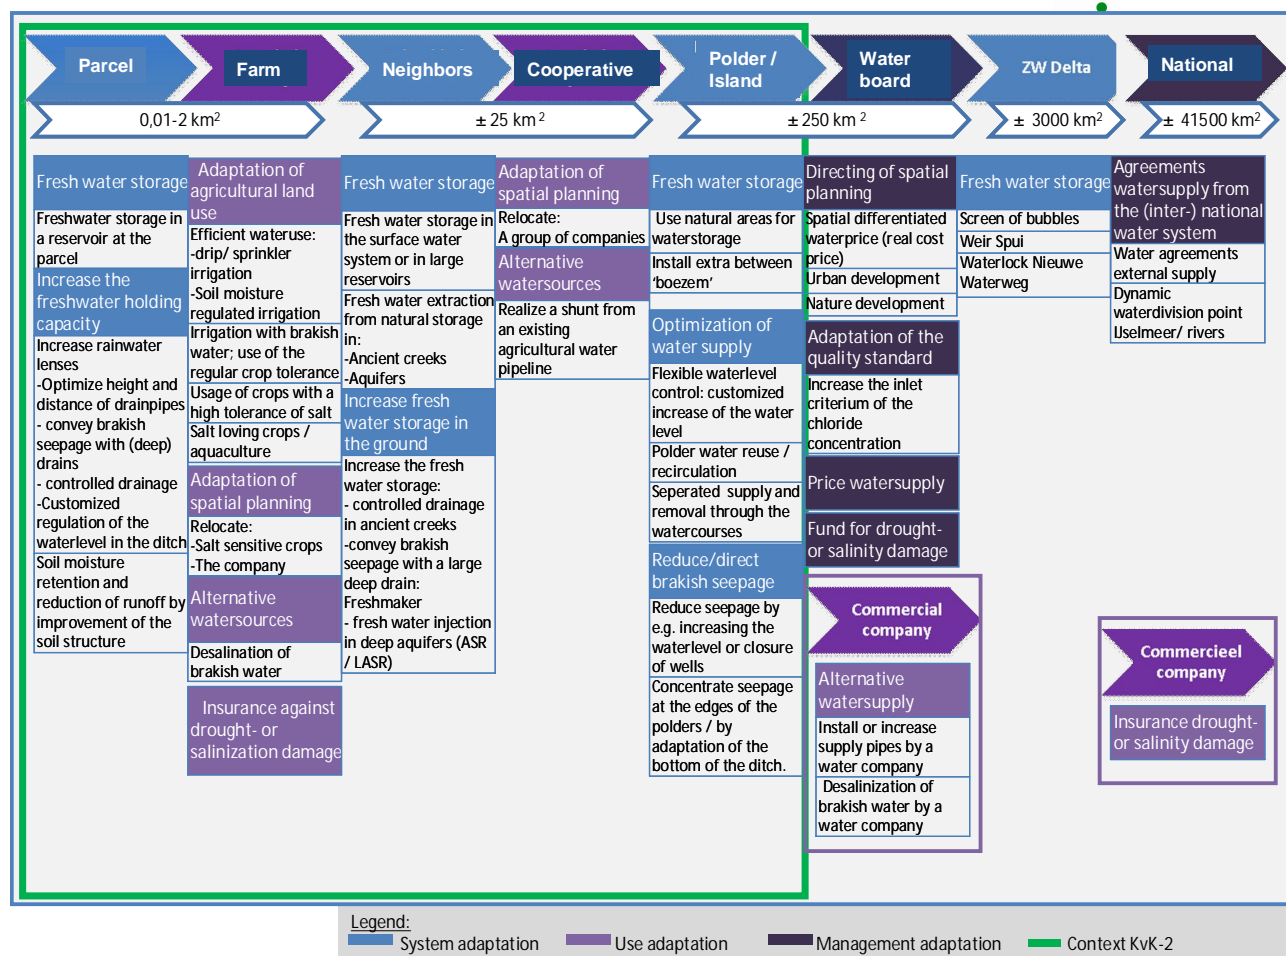 Parcel
Farm
Neighbors
Cooperative
Polder /
Island
Water
board
ZW Delta
National
0,01-2 km²
± 25 km²
± 250 km²
± 3000 km²
± 41500 km²
Fresh water storage
Freshwater storage in
a reservoir at the
parcel
Increase the
freshwater holding
capacity
Increase rainwater
lenses
-Optimize height and
distance of drainpipes
- convey brakish
seepage with (deep)
drains
- controlled drainage
-Customized
regulation of the
waterlevel in the ditch
Soil moisture
retention and
reduction of runoff by
improvement of the
soil structure
Adaptation of
agricultural land
use
Efficient wateruse:
-drip/ sprinkler
irrigation
-Soil moisture
regulated irrigation
Irrigation with brakish
water; use of the
regular crop tolerance
Usage of crops with a
high tolerance of salt
Salt loving crops /
aquaculture
Adaptation of
spatial planning
Relocate:
-Salt sensitive crops
-The company
Alternative
watersources
Desalination of
brakish water
Insurance against
drought- or
salinization damage
Fresh water storage
Fresh water storage in
the surface water
system or in large
reservoirs
Fresh water extraction
from natural storage
in:
-Ancient creeks
-Aquifers
Increase fresh
water storage in
the ground
Increase the fresh
water storage:
- controlled drainage
in ancient creeks
-convey brakish
seepage with a large
deep drain:
Freshmaker
- fresh water injection
in deep aquifers (ASR
/ LASR)
Adaptation of
spatial planning
Relocate:
A group of companies
Alternative
watersources
Realize a shunt from
an existing
agricultural water
pipeline
Fresh water storage
Use natural areas for
waterstorage
Install extra between
‘boezem’
Optimization of
water supply
Flexible waterlevel
control: customized
increase of the water
level
Polder water reuse /
recirculation
Seperated supply and
removal through the
watercourses
Reduce/direct
brakish seepage
Reduce seepage by
e.g. increasing the
waterlevel or closure
of wells
Concentrate seepage
at the edges of the
polders / by
adaptation of the
bottom of the ditch.
Directing of spatial
planning
Spatial differentiated
waterprice (real cost
price)
Urban development
Nature development
Adaptation of the
quality standard
Increase the inlet
criterium of the
chloride
concentration
Price watersupply
Fund for drought-
or salinity damage
Commercial
company
Alternative
watersupply
Install or increase
supply pipes by a
water company
Desalinization of
brakish water by a
water company
Fresh water storage
Screen of bubbles
Weir Spui
Waterlock Nieuwe
Waterweg
Agreements
watersupply from
the (inter-) national
water system
Water agreements
external supply
Dynamic
waterdivision point
IJselmeer/ rivers
Commercieel
company
Insurance drought-
or salinity damage
Legend:
System adaptation
Use adaptation
Management adaptation
Context KvK-2